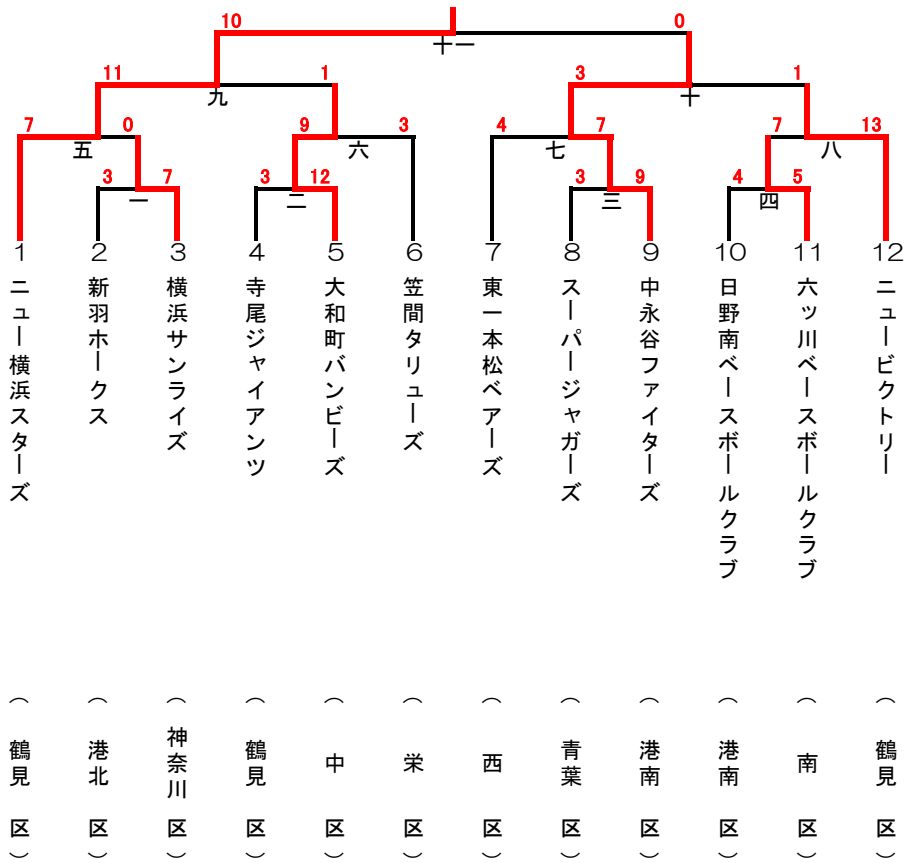 10 0
十一
11 1 3 1
九 十
7 0 9 3 4 7 7 13
五 六 七 八
3 7 3 12 3 9 4 5
一 二 三 四
1 2 3 4 5 6 7 8 9 10 11 12
ニュー横浜スターズ
新羽ホークス
横浜サンライズ
寺尾ジャイアンツ
大和町バンビーズ
笠間タリューズ
東一本松ベアーズ
スーパージャガーズ
中永谷ファイターズ
日野南ベースボールクラブ
六ッ川ベースボールクラブ
ニュービクトリー
（鶴見区）
（港北区）
（神奈川区）
（鶴見区）
（中区）
（栄区）
（西区）
（青葉区）
（港南区）
（港南区）
（南区）
（鶴見区）